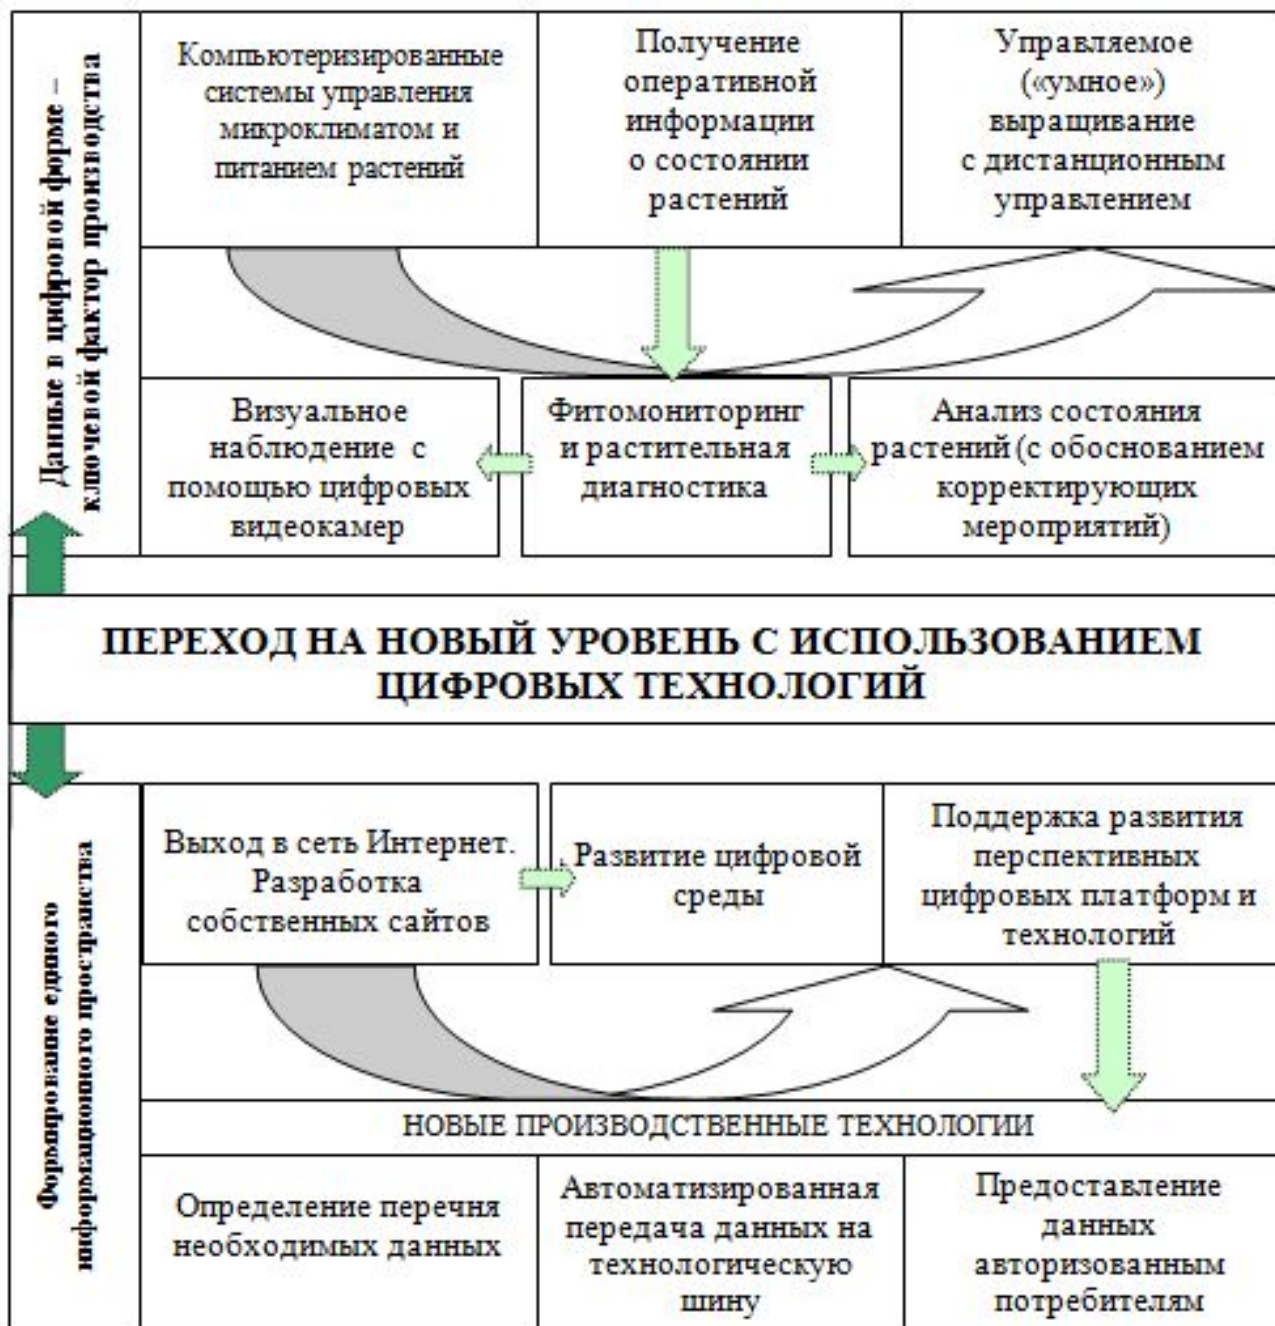 Данные в цифровой форме –
ключевой фактор производства
Компьютеризированные
системы управления
микроклиматом и
питанием растений
Получение
оперативной
информации
о состоянии
растений
Управляемое
(«умное»)
выращивание
с дистанционным
управлением
Визуальное
наблюдение с
помощью цифровых
видеокамер
Фитомониторинг
и растительная
диагностика
Анализ состояния
растений (с обоснованием
корректирующих
мероприятий)
ПЕРЕХОД НА НОВЫЙ УРОВЕНЬ С ИСПОЛЬЗОВАНИЕМ
ЦИФРОВЫХ ТЕХНОЛОГИЙ
Формирование единого
информационного пространства
Выход в сеть Интернет.
Разработка
собственных сайтов
Развитие цифровой
среды
Поддержка развития
перспективных
цифровых платформ и
технологий
НОВЫЕ ПРОИЗВОДСТВЕННЫЕ ТЕХНОЛОГИИ
Определение перечня
необходимых данных
Автоматизированная
передача данных на
технологическую
шину
Предоставление
данных
авторизованным
потребителям